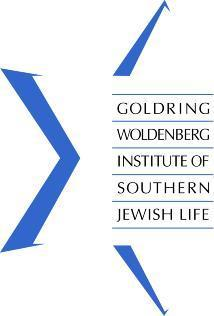 GOLDRING
WOLDENBERG
INSTITUTE OF
SOUTHERN
JEWISH LIFE